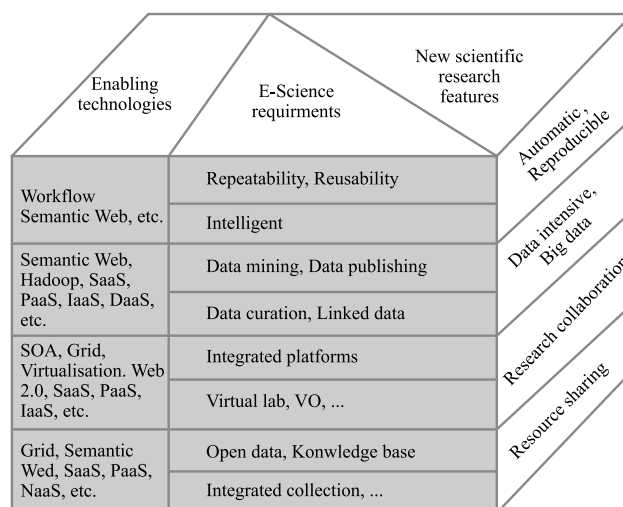 Enabling
technologies
E-Science
requirments
New scientific
research
features
Workflow
Semantic Web, etc.
Repeatability, Reusability
Intelligent
Automatic,
Reproducible
Semantic Web,
Hadoop, SaaS,
PaaS, IaaS, DaaS,
etc.
Data mining, Data publishing
Data curation, Linked data
Data intensive,
Big data
SOA, Grid,
Virtualisation. Web
2.0, SaaS, PaaS,
IaaS, etc.
Integrated platforms
Virtual lab, VO, ...
Research collaboration
Grid, Semantic
Wed, SaaS, PaaS,
NaaS, etc.
Open data, Konwledge base
Integrated collection, ...
Resource sharing